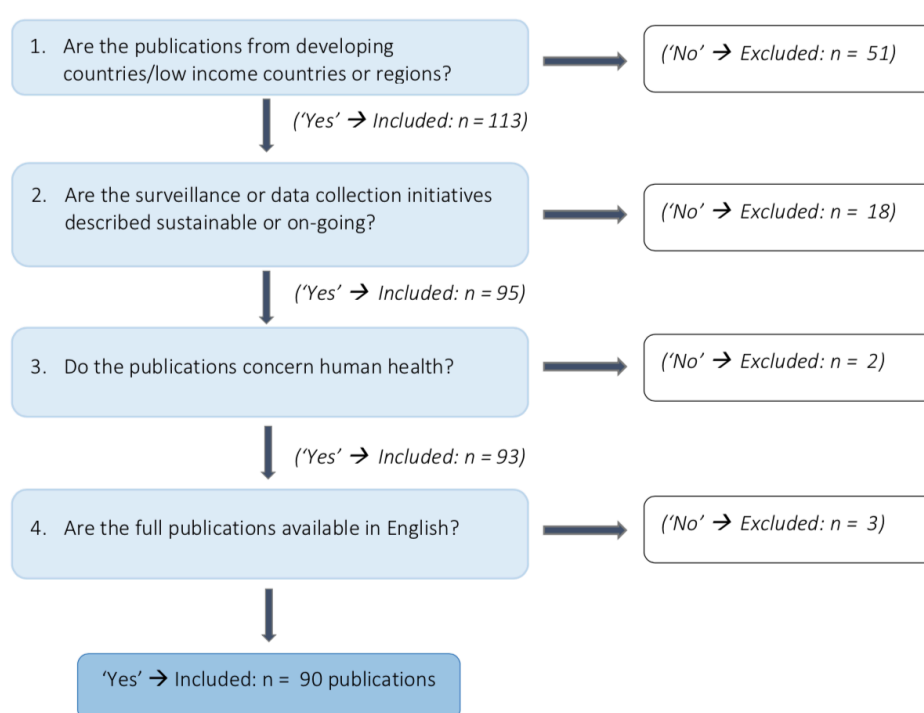 1. Are the publications from developing
countries/low income countries or regions?
(‘No’ → Excluded: n = 51)
(‘Yes’ → Included: n = 113)
2. Are the surveillance or data collection initiatives
described sustainable or on-going?
(‘No’ → Excluded: n = 18)
(‘Yes’ → Included: n = 95)
3. Do the publications concern human health?
(‘No’ → Excluded: n = 2)
(‘Yes’ → Included: n = 93)
4. Are the full publications available in English?
(‘No’ → Excluded: n = 3)
‘Yes’ → Included: n = 90 publications